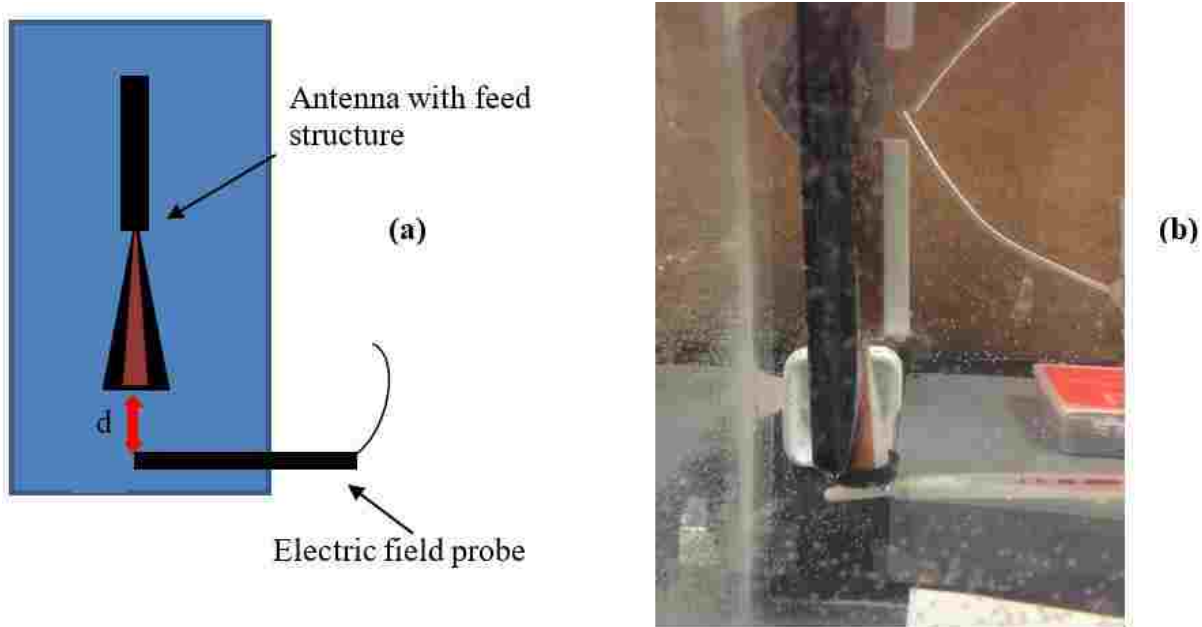 Antenna with feed
structure
(a)
d
Electric field probe
(b)